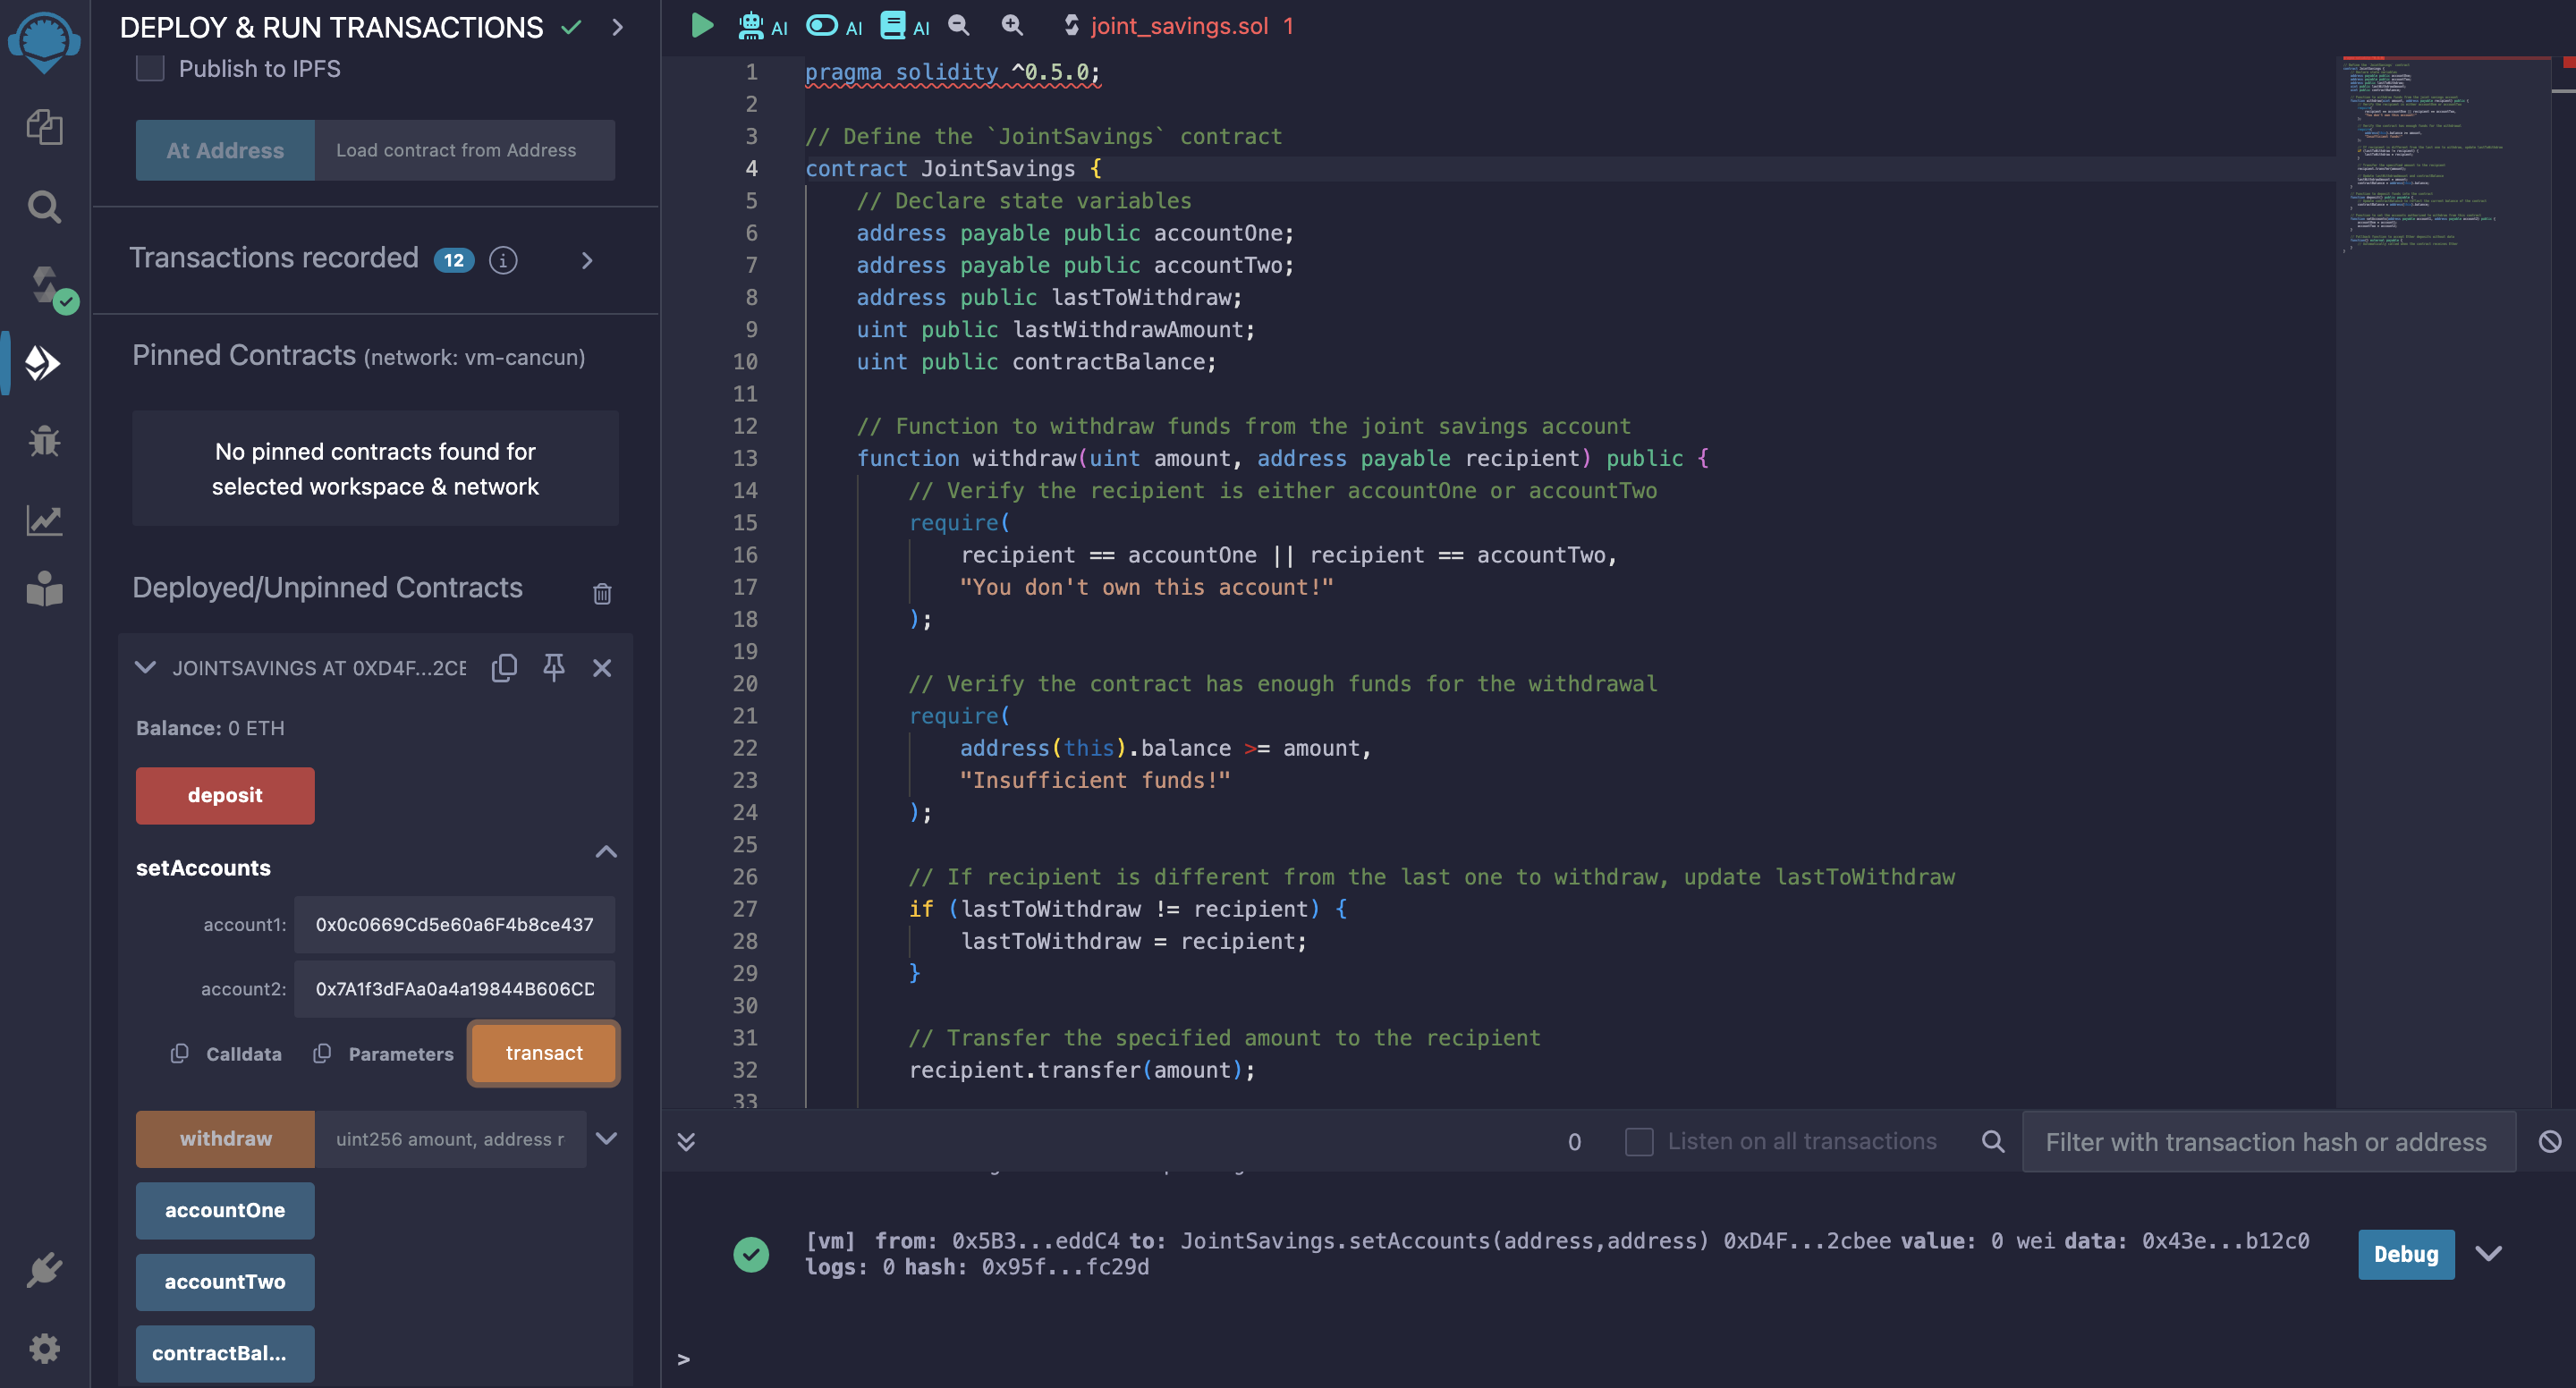 DEPLOY & RUN TRANSACTIONS
Publish to IPFS
At Address
Load contract from Address
Transactions recorded 12 i
Pinned Contracts (network: vm-cancun)
No pinned contracts found for
selected workspace & network
Deployed/Unpinned Contracts
JOINTSAVINGS AT 0XD4F...2CE
Balance: 0 ETH
deposit
setAccounts
account1: 0x0c0669Cd5e60a6F4b8ce437
account2: 0x7A1f3dFAa0a4a19844B606CD
Calldata Parameters transact
withdraw uint256 amount, address r
accountOne
accountTwo
contractBal...
AI AI AI joint_savings.sol 1
1 pragma solidity ^0.5.0;
2
3 // Define the `JointSavings` contract
4 contract JointSavings {
5 // Declare state variables
6 address payable public accountOne;
7 address payable public accountTwo;
8 address public lastToWithdraw;
9 uint public lastWithdrawAmount;
10 uint public contractBalance;
11
12 // Function to withdraw funds from the joint savings account
13 function withdraw(uint amount, address payable recipient) public {
14 // Verify the recipient is either accountOne or accountTwo
15 require(
16 recipient == accountOne || recipient == accountTwo,
17 "You don't own this account!"
18 );
19
20 // Verify the contract has enough funds for the withdrawal
21 require(
22 address(this).balance >= amount,
23 "Insufficient funds!"
24 );
25
26 // If recipient is different from the last one to withdraw, update lastToWithdraw
27 if (lastToWithdraw != recipient) {
28 lastToWithdraw = recipient;
29 }
30
31 // Transfer the specified amount to the recipient
32 recipient.transfer(amount);
33
0 Listen on all transactions Filter with transaction hash or address
[vm] from: 0x5B3...eddC4 to: JointSavings.setAccounts(address,address) 0xD4F...2cbee value: 0 wei data: 0x43e...b12c0
logs: 0 hash: 0x95f...fc29d
Debug
>